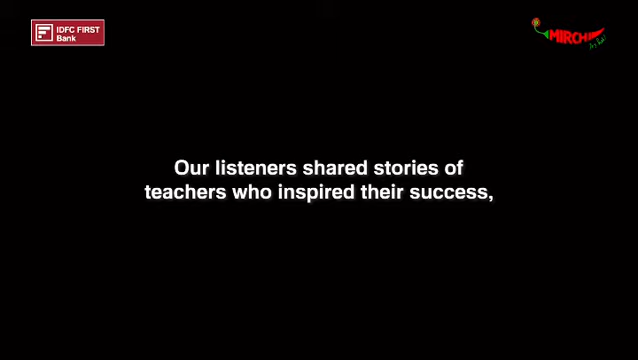 IDFC FIRST
Bank
MIRCHI
Our listeners shared stories of
teachers who inspired their success,